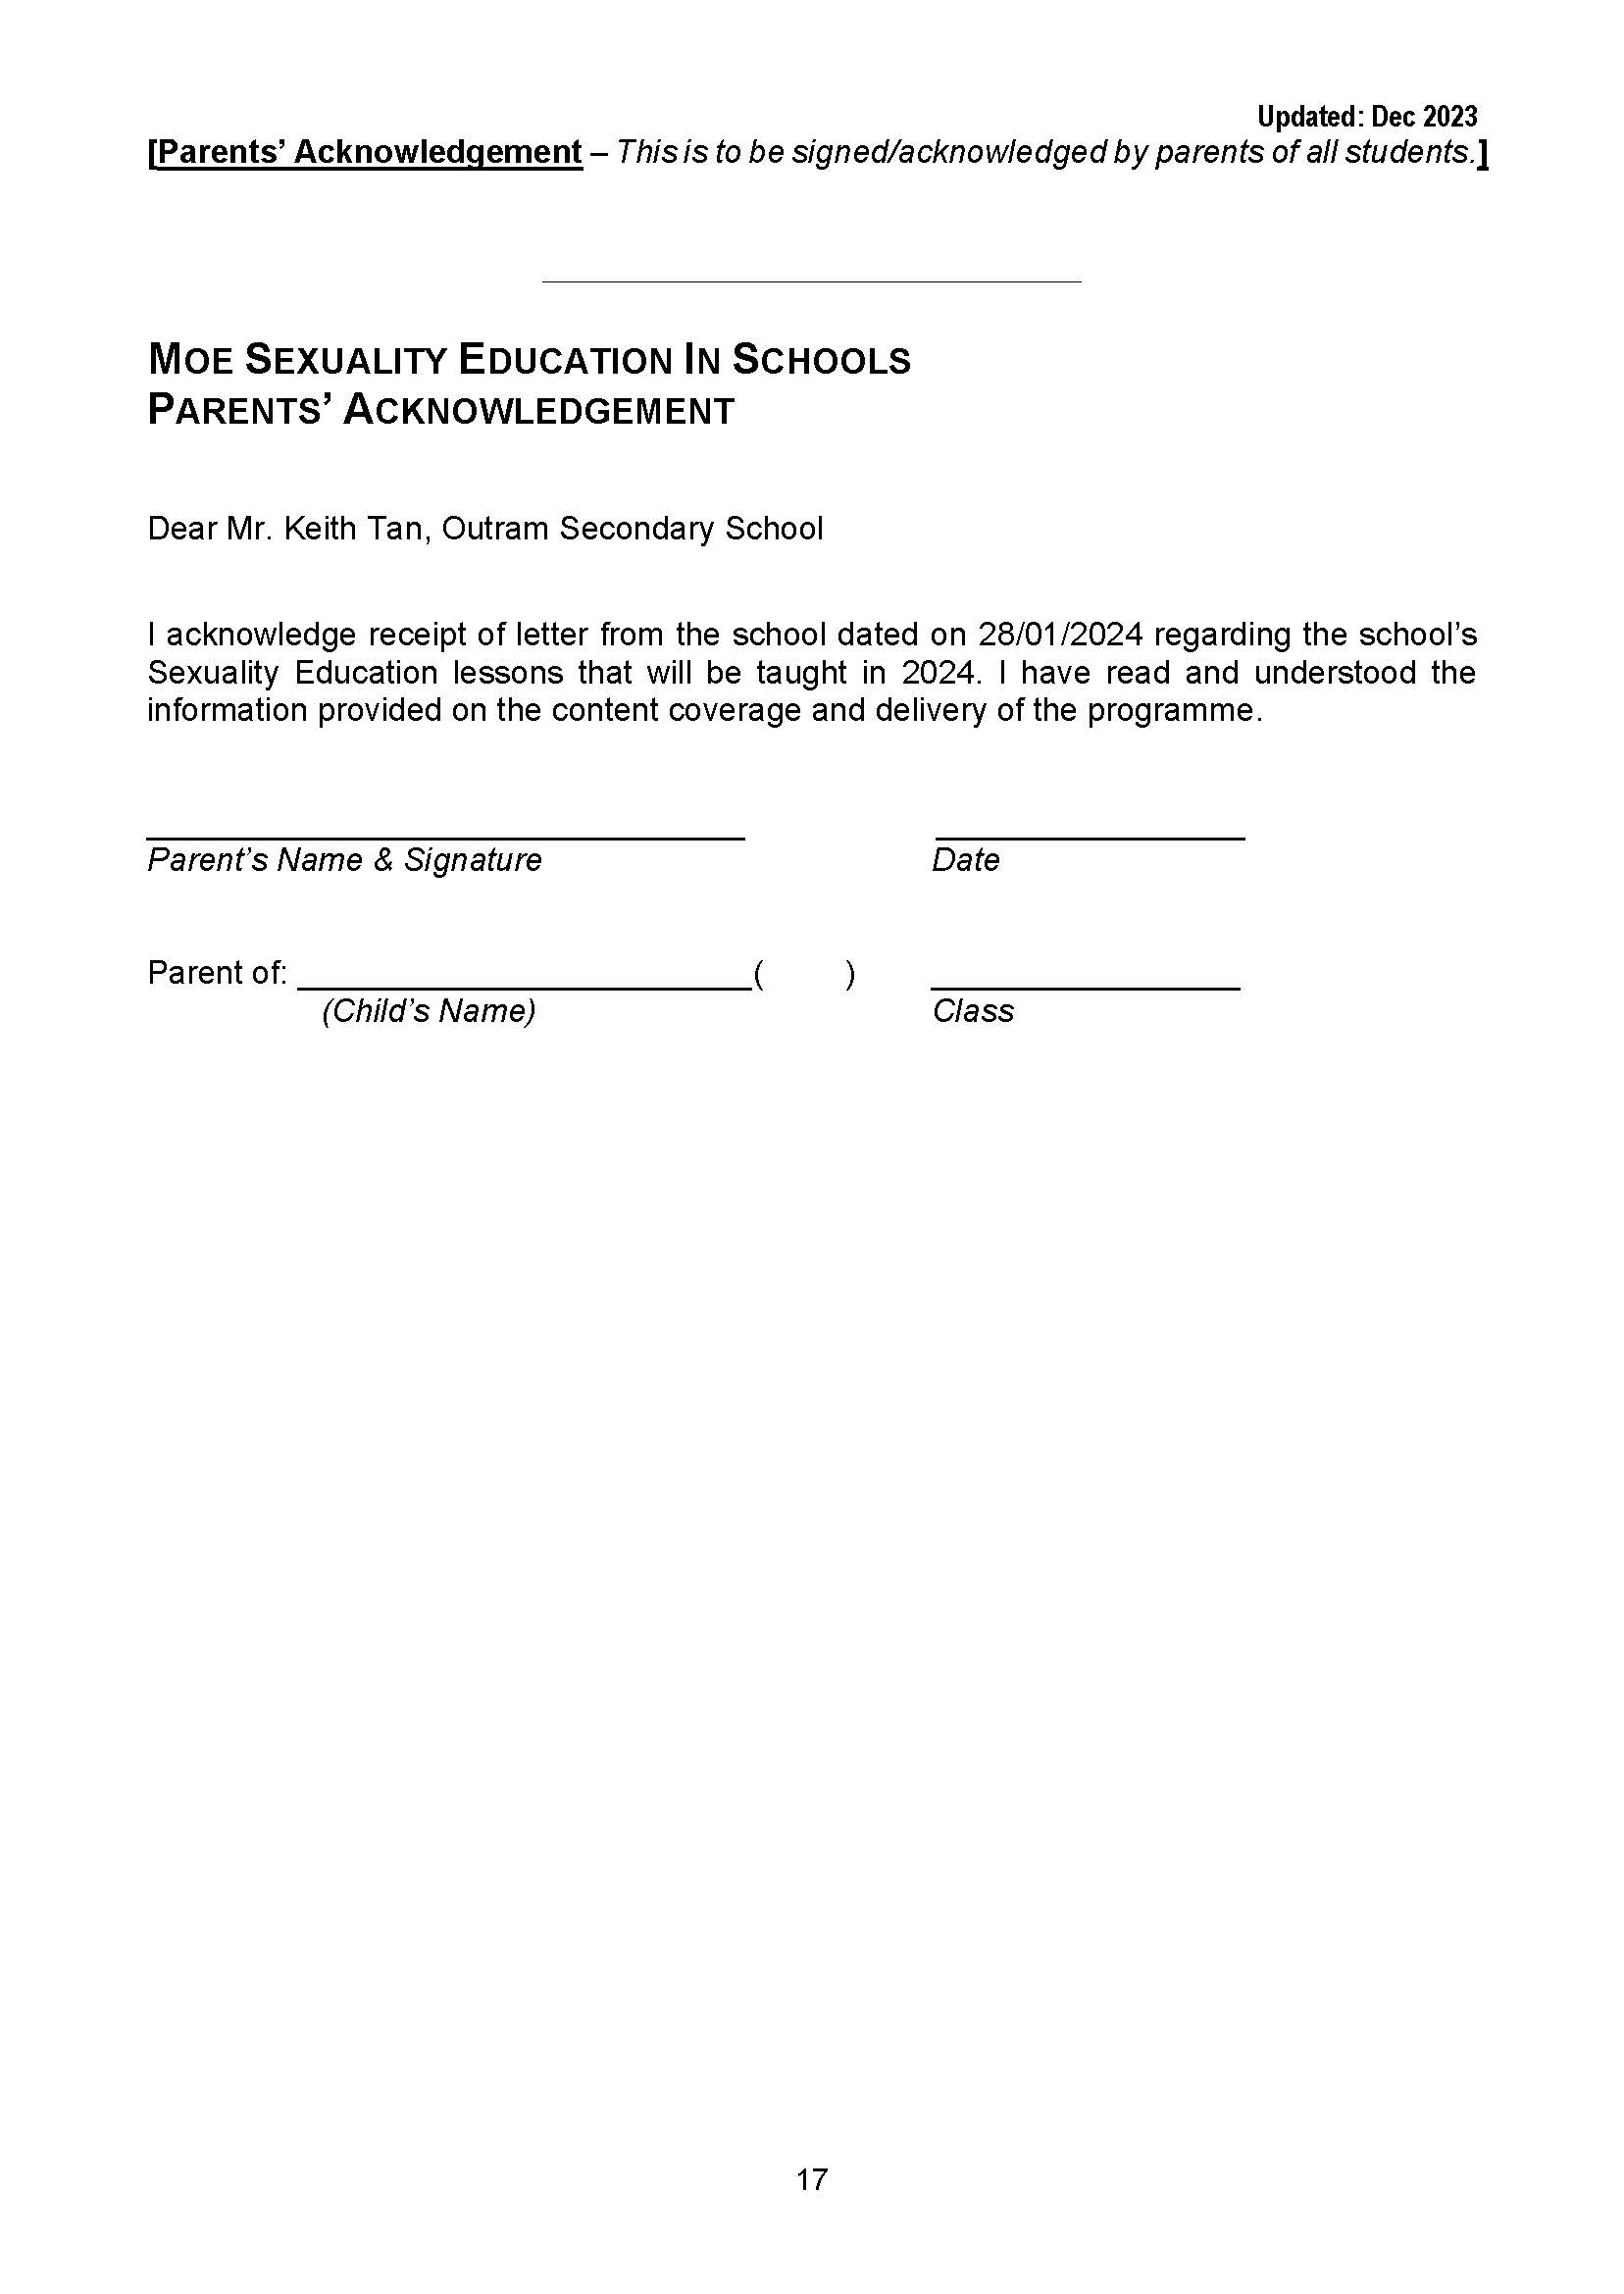 Updated: Dec 2023
[Parents’ Acknowledgement – This is to be signed/acknowledged by parents of all students.]
MOE SEXUALITY EDUCATION IN SCHOOLS
PARENTS’ ACKNOWLEDGEMENT
Dear Mr. Keith Tan, Outram Secondary School
I acknowledge receipt of letter from the school dated on 28/01/2024 regarding the school’s
Sexuality Education lessons that will be taught in 2024. I have read and understood the
information provided on the content coverage and delivery of the programme.
Parent’s Name & Signature Date
Parent of: ( )
(Child’s Name) Class
17